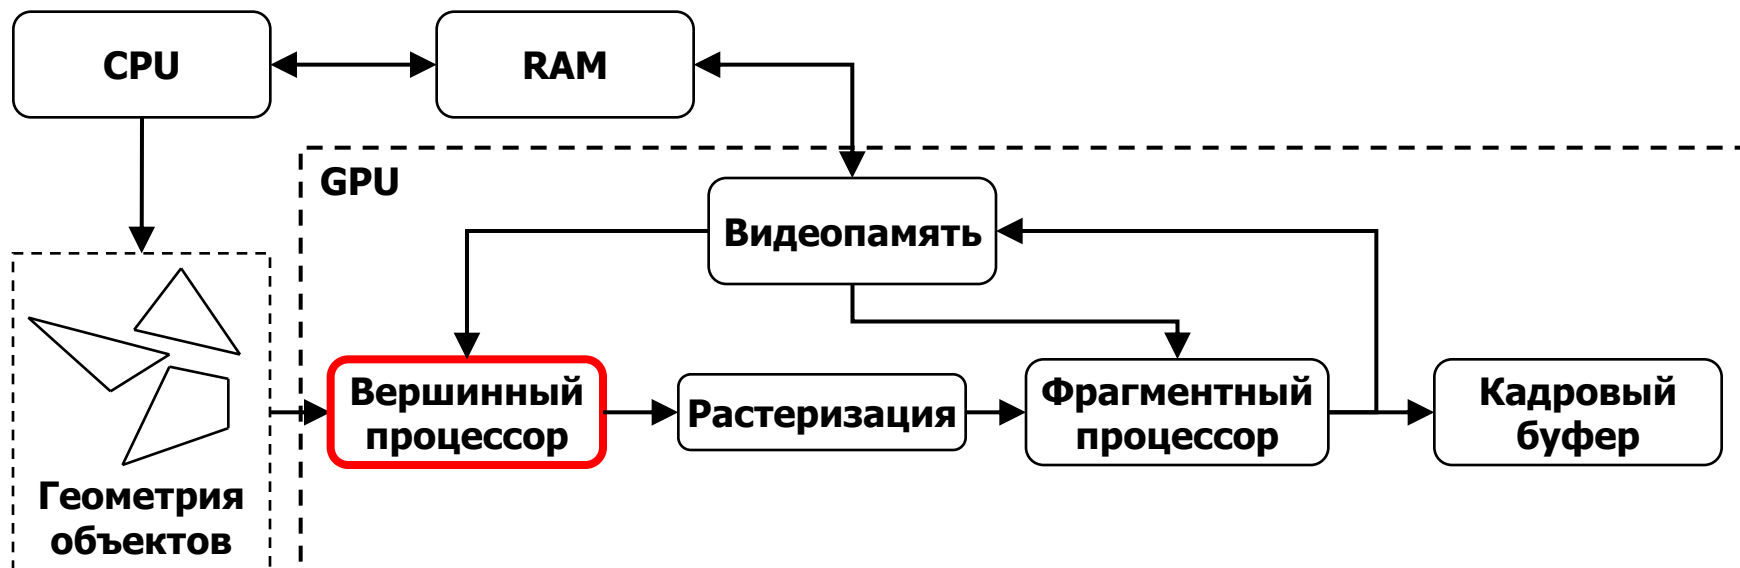 CPU
RAM
GPU
Видеопамять
Вершинный
процессор
Растеризация
Фрагментный
процессор
Кадровый
буфер
Геометрия
объектов